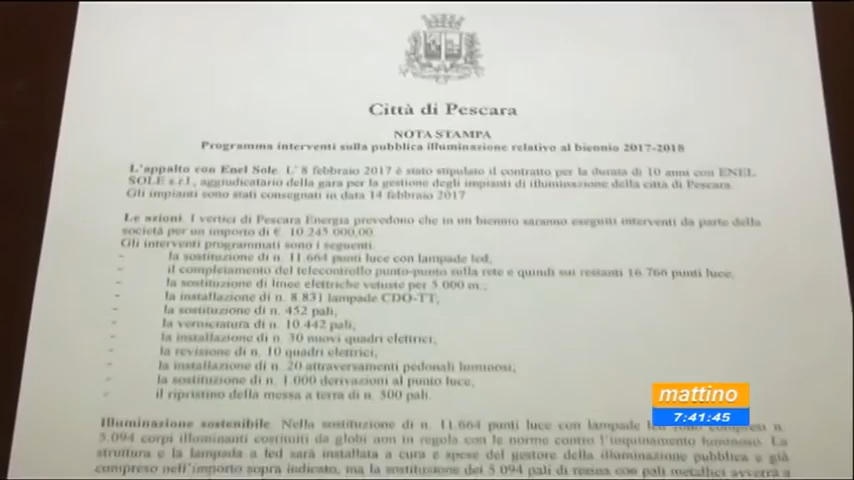 Città di Pescara
NOTA STAMPA
Programma interventi sulla pubblica illuminazione relativo al biennio 2017-2018
L'appalto con Enel Sole. L' 8 febbraio 2017 è stato stipulato il contratto per la durata di 10 anni con ENEL
SOLE s.r.l., aggiudicatario della gara per la gestione degli impianti di illuminazione della città di Pescara.
Gli impianti sono stati consegnati in data 14 febbraio 2017
Le azioni. I vertici di Pescara Energia prevedono che in un biennio saranno eseguiti interventi da parte della
società per un importo di € 10.245.000,00.
Gli interventi programmati sono i seguenti.
- la sostituzione di n. 11.664 punti luce con lampade led,
- il completamento del telecontrollo punto-punto sulla rete e quindi sui restanti 16.766 punti luce,
- la sostituzione di linee elettriche vetuste per 5.000 m.,
- la installazione di n. 8.831 lampade CDO-TT,
- la sostituzione di n. 452 pali,
- la verniciatura di n. 10.442 pali,
- la installazione di n. 30 nuovi quadri elettrici,
- la revisione di n. 10 quadri elettrici,
- la installazione di n. 20 attraversamenti pedonali luminosi,
- la sostituzione di n. 1.000 derivazioni al punto luce,
- il ripristino della messa a terra di n. 500 pali.
mattino
7:41:45
Illuminazione sostenibile. Nella sostituzione di n. 11.664 punti luce con lampade led sono compresi n.
5.094 corpi illuminanti costituiti da globi non in regola con le norme contro l'inquinamento luminoso. La
struttura e la lampada a led sarà installata a cura e spese del gestore della illuminazione pubblica e già
compreso nell'importo sopra indicato, ma la sostituzione dei 5.094 pali di resina con pali metallici avverrà a